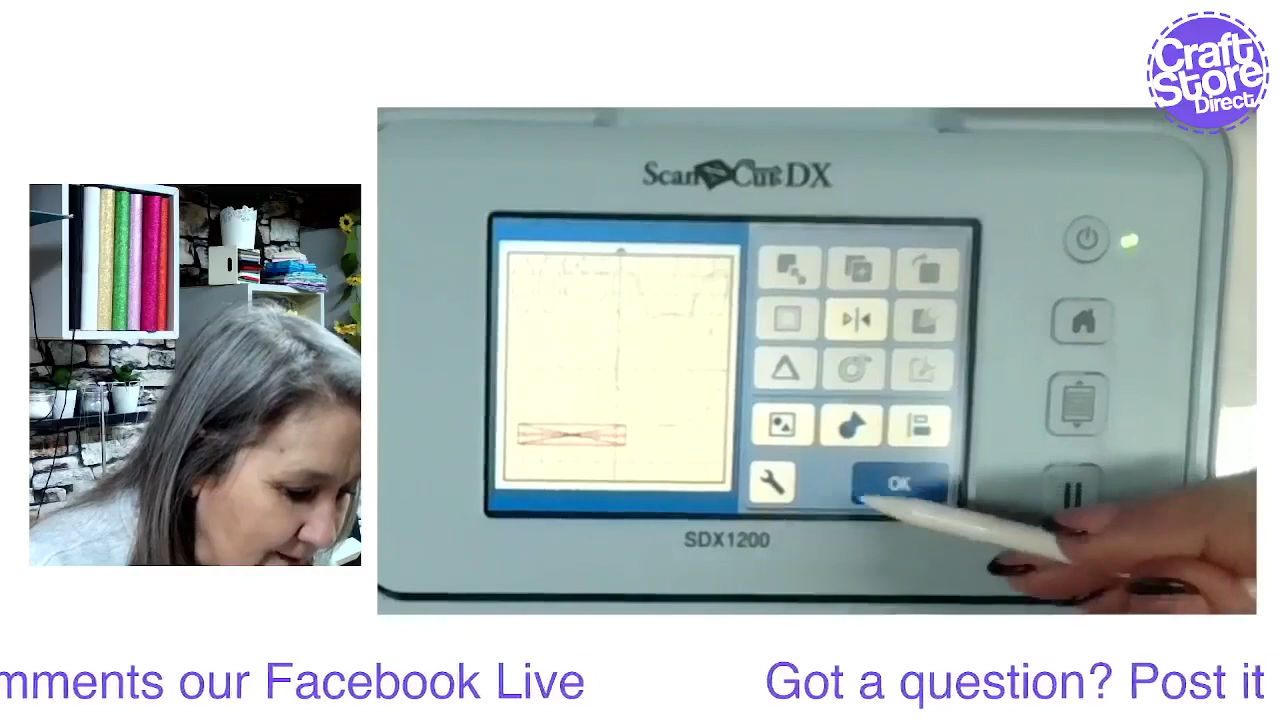 Craft
Store
Direct
ScanNCut DX
OK
SDX1200
mments our Facebook Live
Got a question? Post it